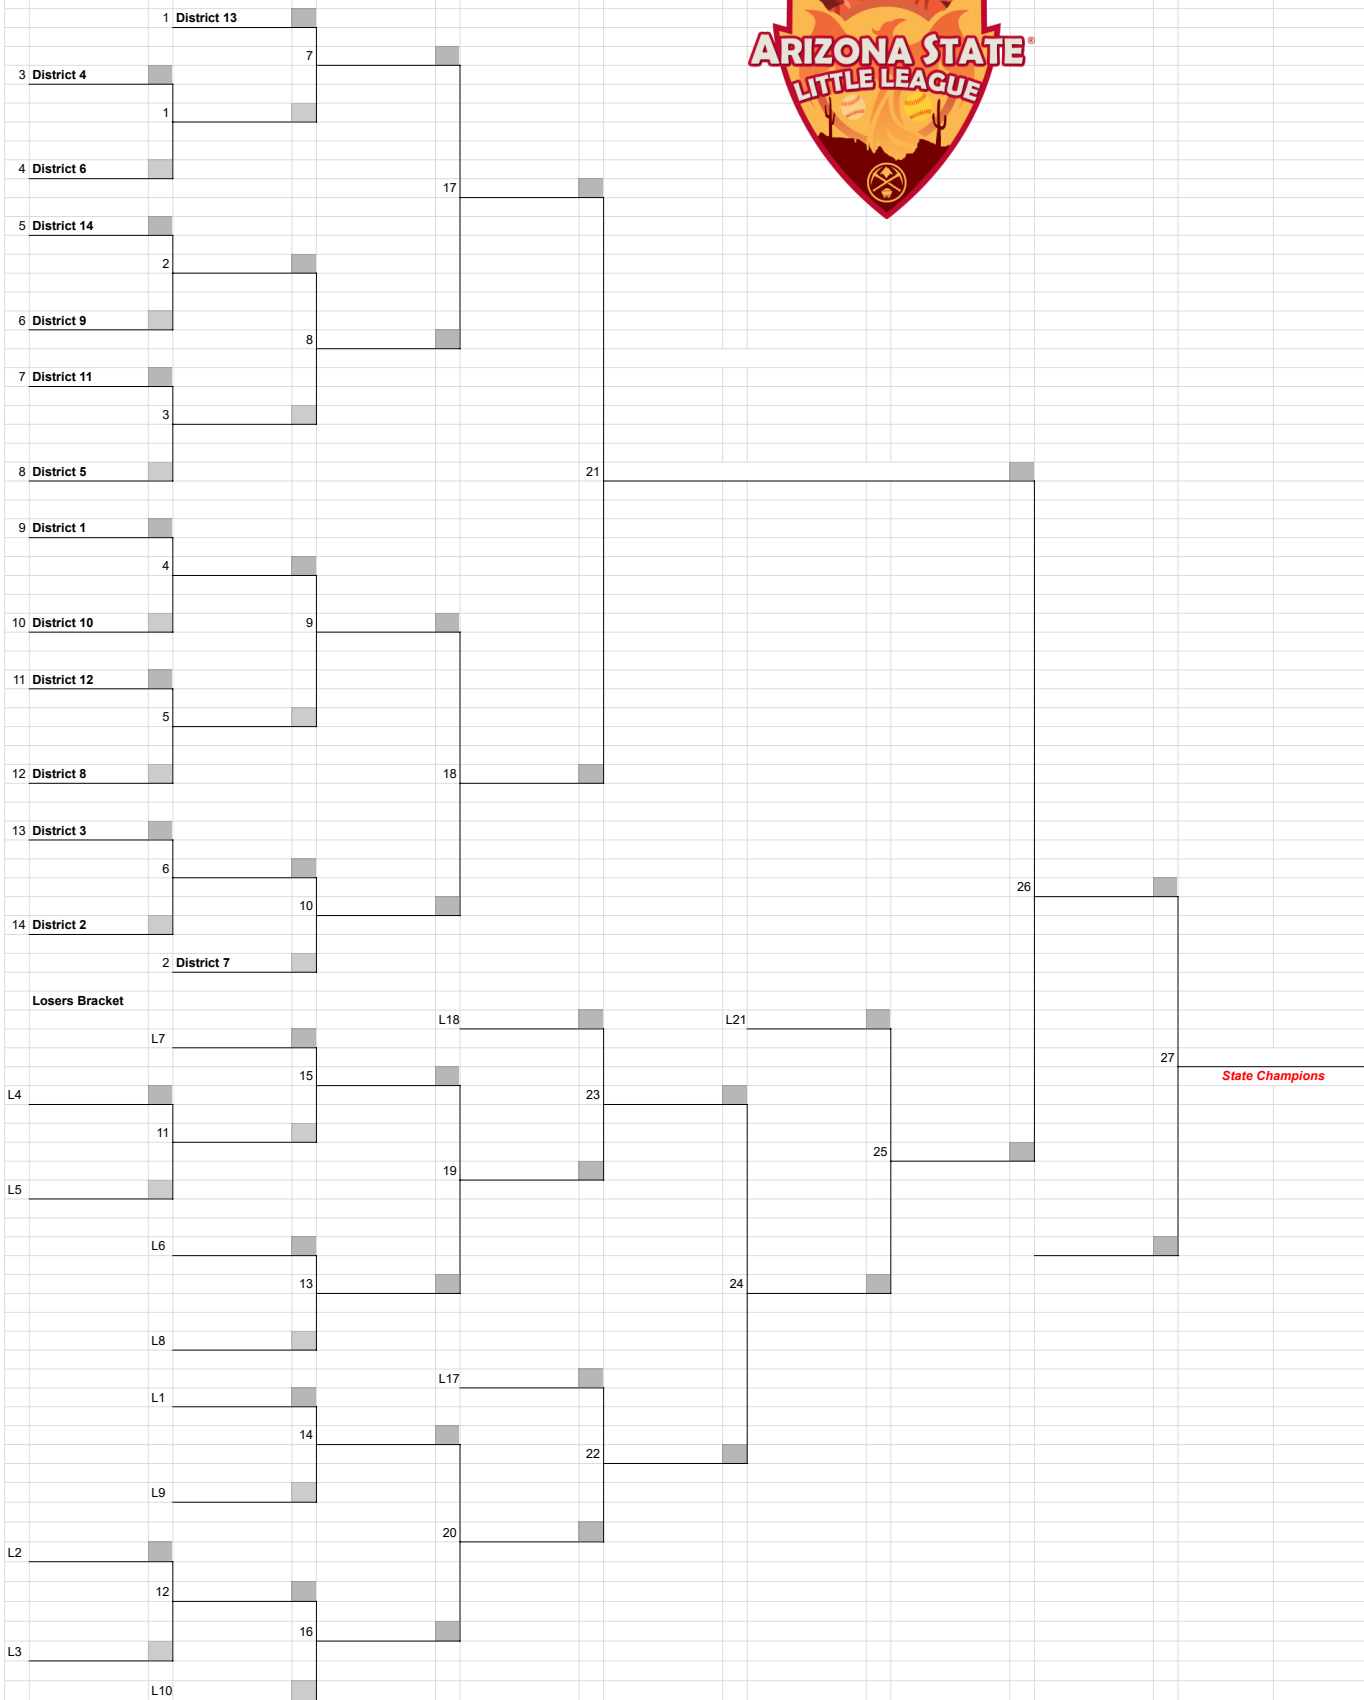 1 District 13
ARIZONA STATE®
LITTLE LEAGUE
7
3 District 4
1
4 District 6
17
5 District 14
2
6 District 9
8
7 District 11
3
8 District 5
21
9 District 1
4
10 District 10
9
11 District 12
5
12 District 8
18
13 District 3
6
26
10
14 District 2
2 District 7
Losers Bracket
L18
L21
L7
27
15
State Champions
L4
23
11
25
19
L5
L6
13
24
L8
L17
L1
14
22
L9
20
L2
12
16
L3
L10